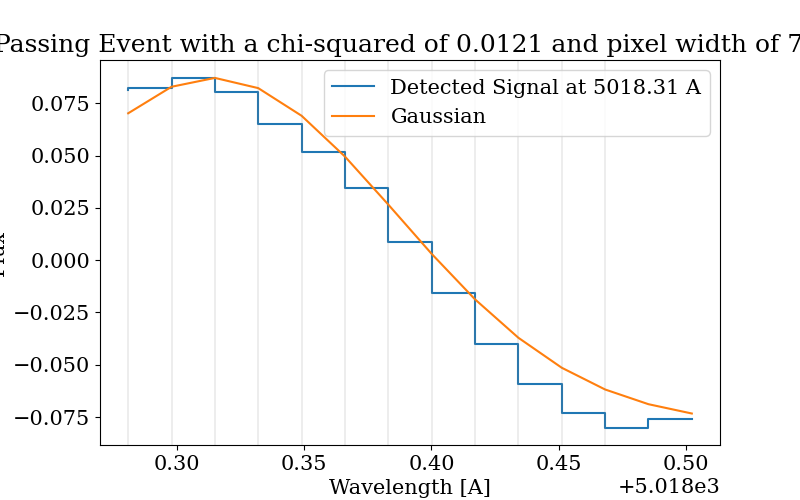 Passing Event with a chi-squared of 0.0121 and pixel width of 7
Detected Signal at 5018.31 A
Gaussian
0.075
0.050
0.025
0.000
−0.025
−0.050
−0.075
0.30 0.35 0.40 0.45 0.50
Wavelength [A] +5.018e3